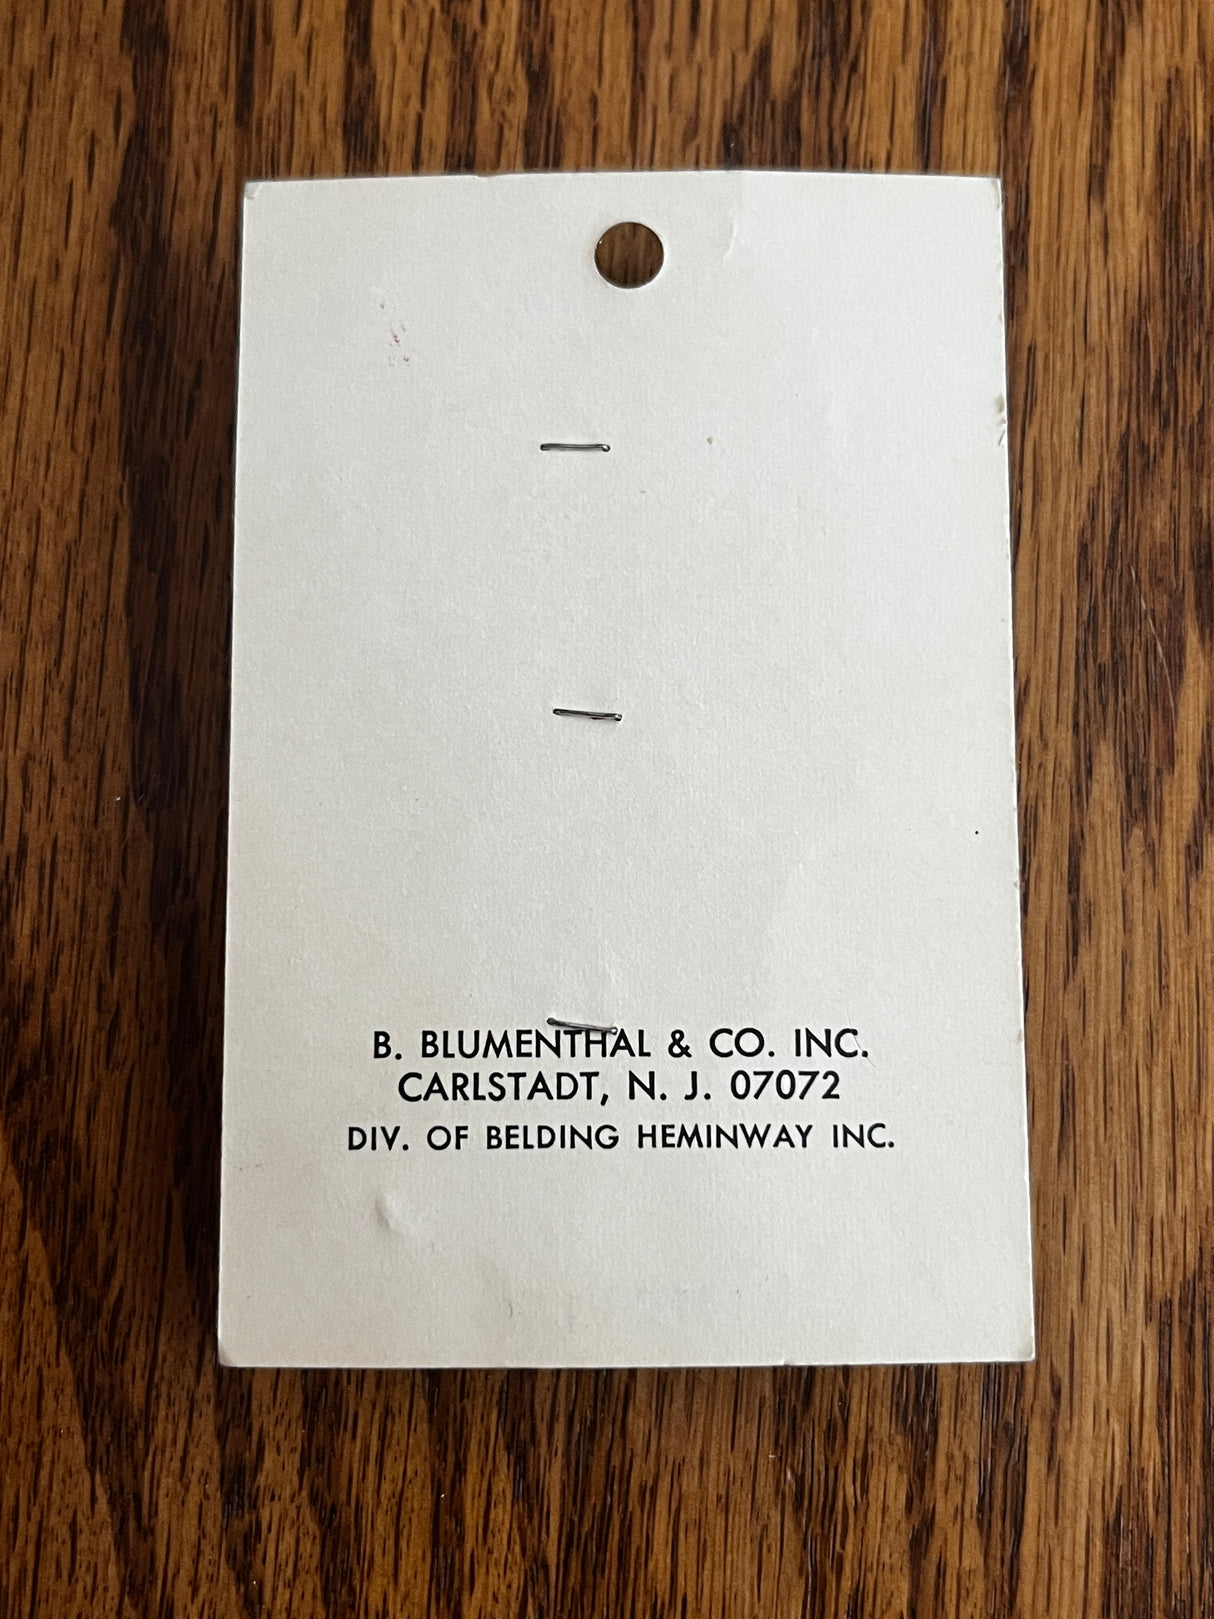 B. BLUMENTHAL & CO. INC.
CARLSTADT, N. J. 07072
DIV. OF BELDING HEMINWAY INC.